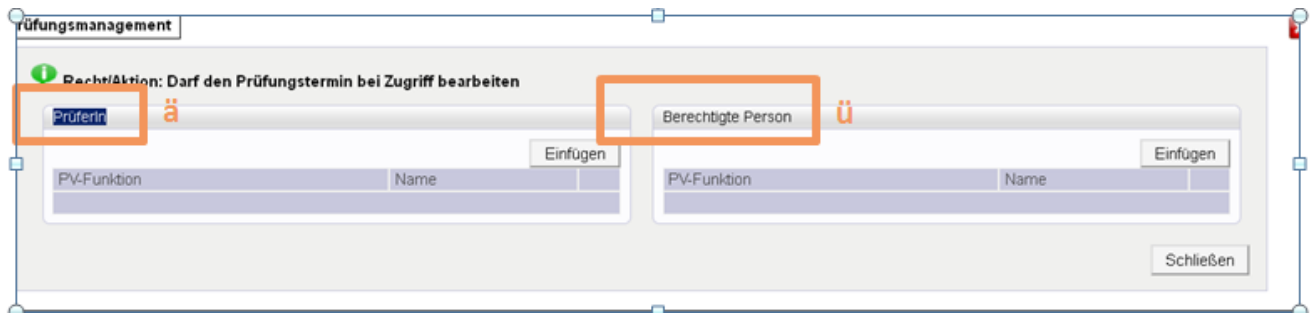 rüfungsmanagement
Recht/Aktion: Darf den Prüfungstermin bei Zugriff bearbeiten
PrüferIn ä Berechtigte Person ü
Einfügen Einfügen
PV-Funktion Name PV-Funktion Name
Schließen